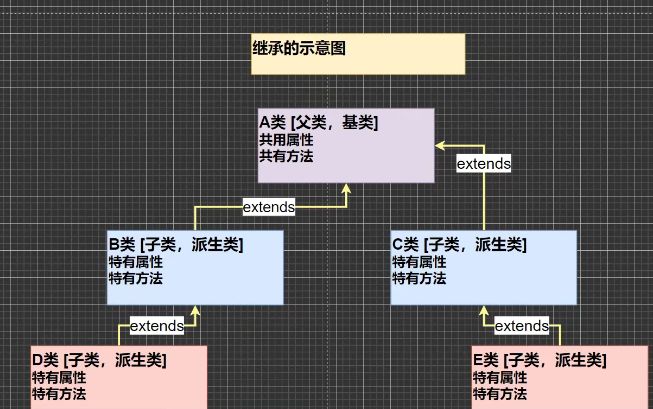 继承的示意图
A类 [父类，基类]
共用属性
共有方法
extends
extends
B类 [子类，派生类]
特有属性
特有方法
C类 [子类，派生类]
特有属性
特有方法
extends
extends
D类 [子类，派生类]
特有属性
特有方法
E类 [子类，派生类]
特有属性
特有方法